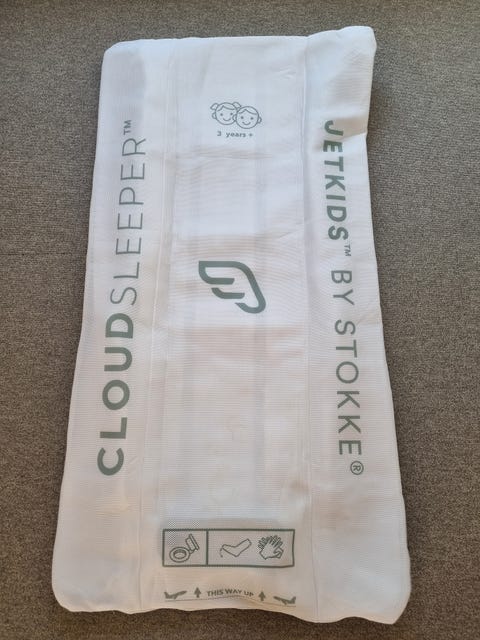 3 years +
CLOUDSLEEPER™
JETKIDS™ BY STOKKE®
THIS WAY UP